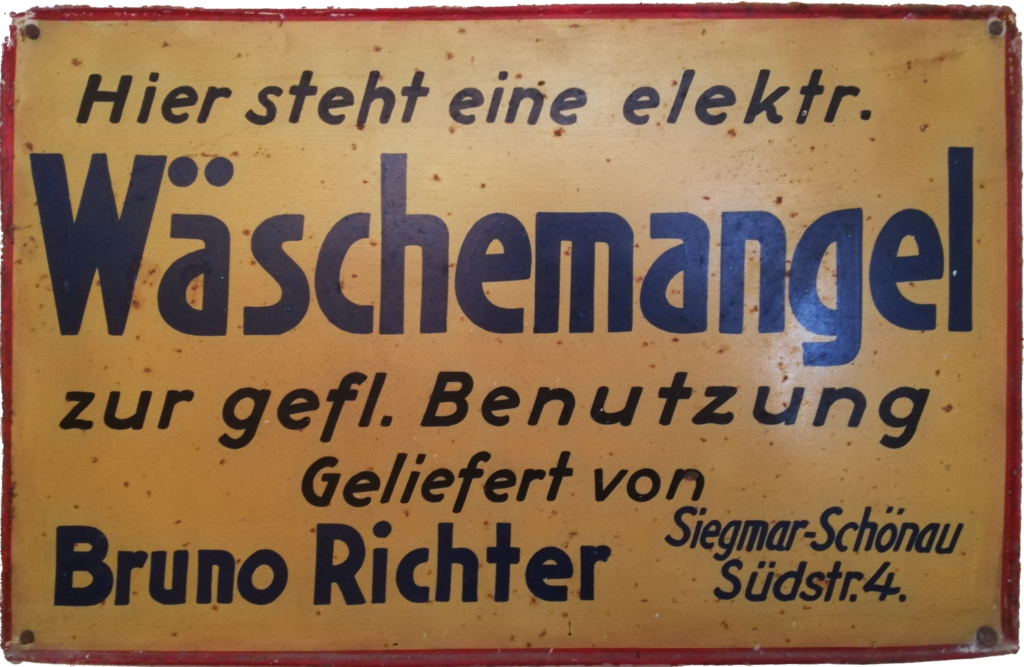 Hier steht eine elektr.
Wäschemangel
zur gefl. Benutzung
Geliefert von
Bruno Richter
Siegmar-Schönau
Südstr. 4.